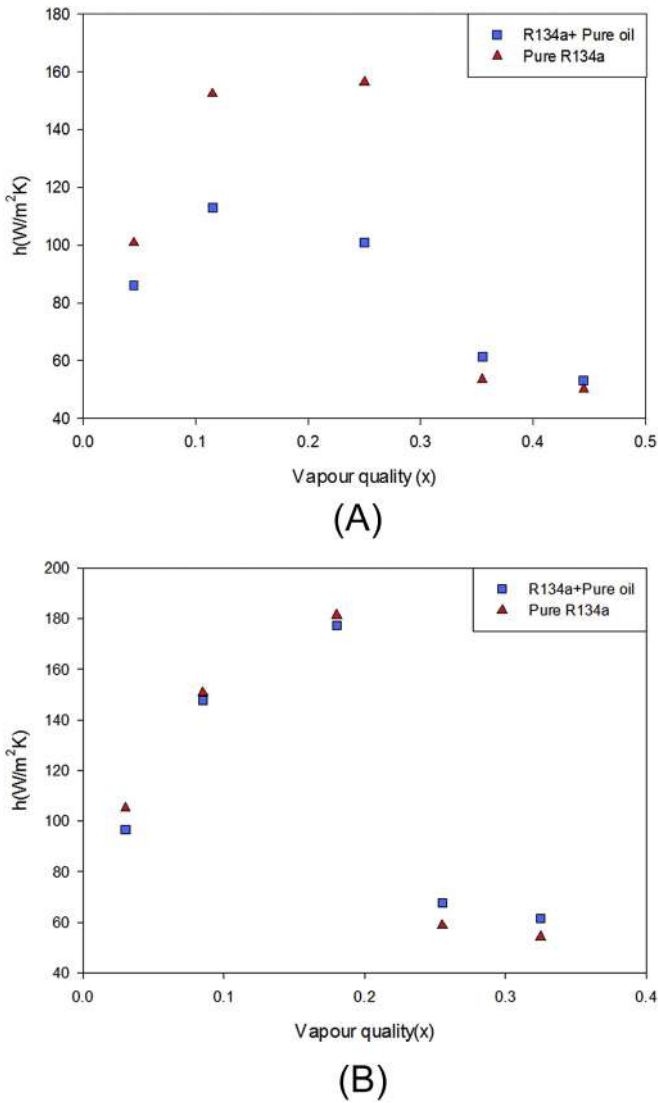 180
160
140
120
100
80
60
40
h(W/m²K)
R134a+ Pure oil
Pure R134a
0.0 0.1 0.2 0.3 0.4 0.5
Vapour quality (x)
(A)
200
180
160
140
120
100
80
60
40
h(W/m²K)
R134a+Pure oil
Pure R134a
0.0 0.1 0.2 0.3 0.4
Vapour quality(x)
(B)